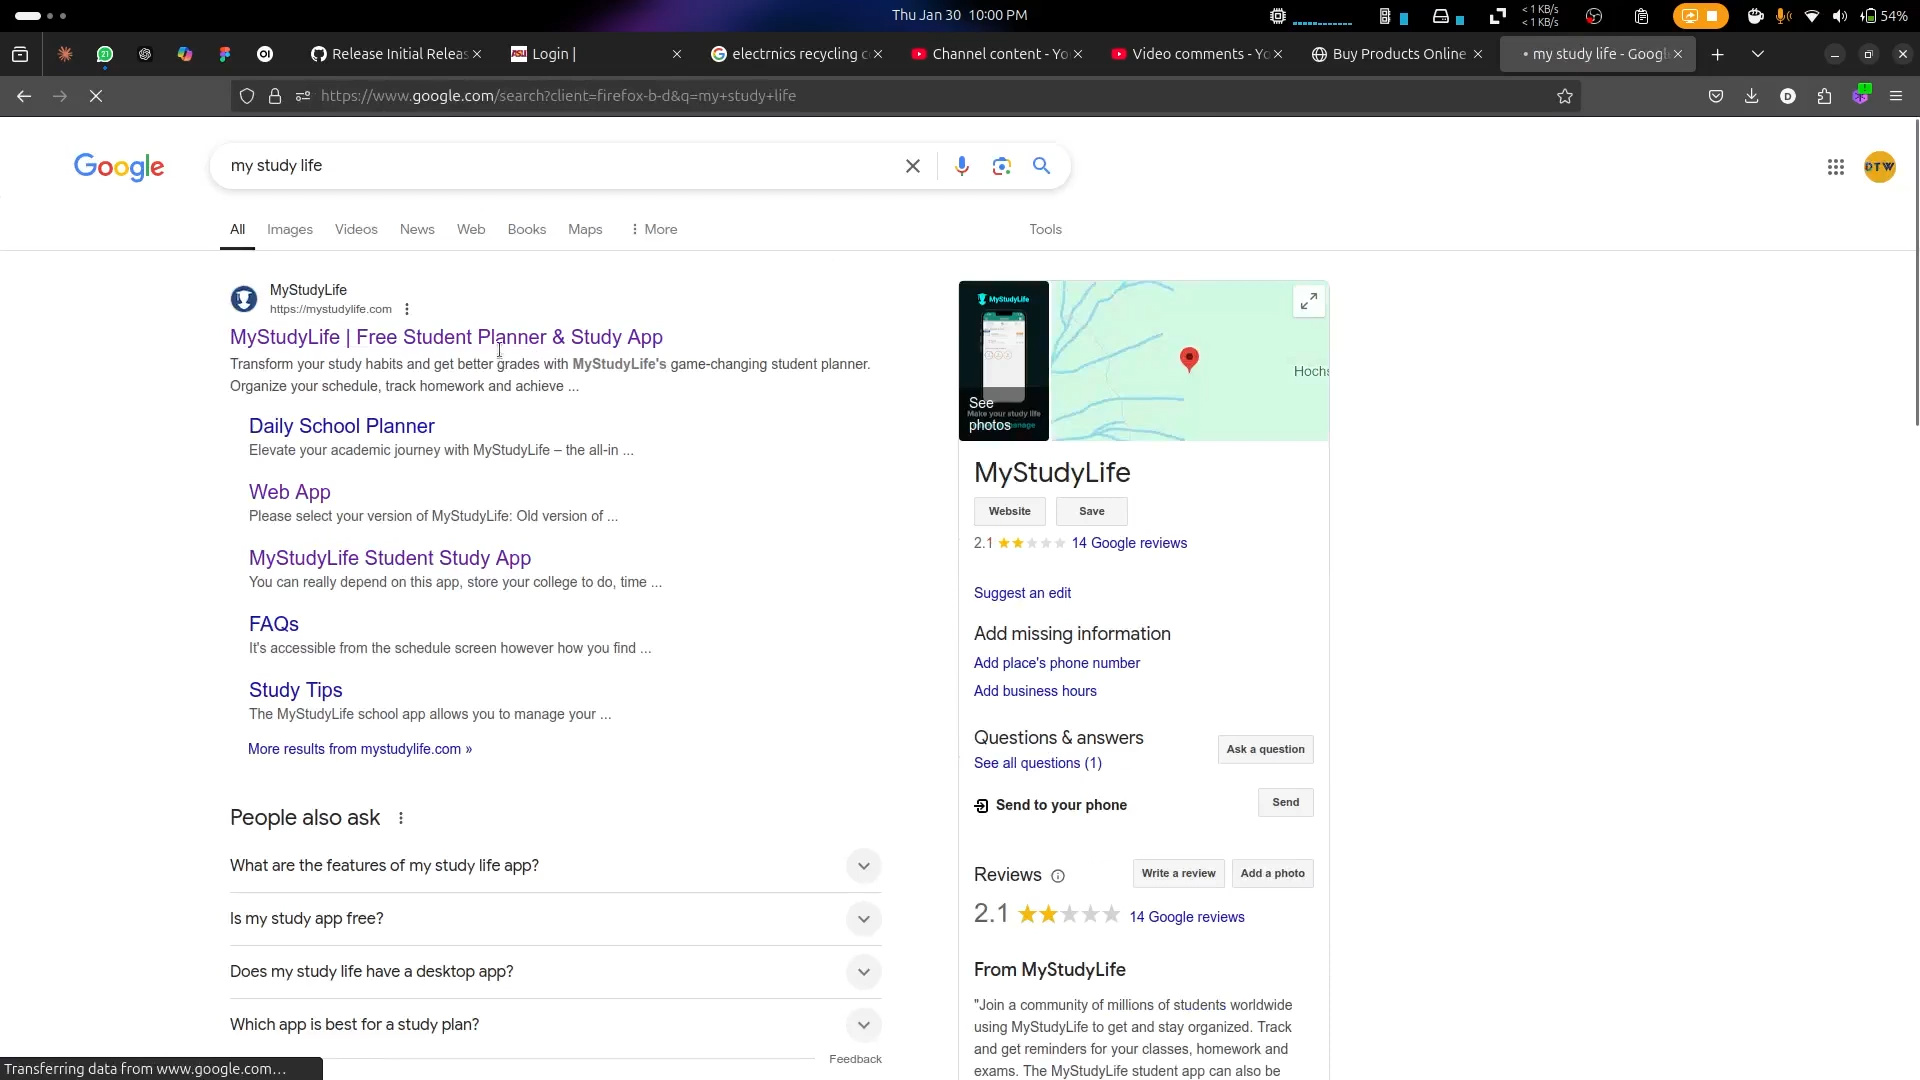 Thu Jan 30  10:00 PM
< 1 KB/s
< 1 KB/s
54%
Release Initial Releas
Login |
electrnics recycling c
Channel content - Yo
Video comments - Yo
Buy Products Online
my study life - Googl
https://www.google.com/search?client=firefox-b-d&q=my+study+life
Google
my study life
DTW
All
Images
Videos
News
Web
Books
Maps
More
Tools
MyStudyLife
https://mystudylife.com
MyStudyLife | Free Student Planner & Study App
Transform your study habits and get better grades with MyStudyLife's game-changing student planner.
Organize your schedule, track homework and achieve ...
Daily School Planner
Elevate your academic journey with MyStudyLife – the all-in ...
Web App
Please select your version of MyStudyLife: Old version of ...
MyStudyLife Student Study App
You can really depend on this app, store your college to do, time ...
FAQs
It's accessible from the schedule screen however how you find ...
Study Tips
The MyStudyLife school app allows you to manage your ...
More results from mystudylife.com »
People also ask
What are the features of my study life app?
Is my study app free?
Does my study life have a desktop app?
Which app is best for a study plan?
Feedback
Transferring data from www.google.com…
MyStudyLife
See
photos
Make your study life
Hochs
MyStudyLife
Website
Save
2.1
14 Google reviews
Suggest an edit
Add missing information
Add place's phone number
Add business hours
Questions & answers
See all questions (1)
Ask a question
Send to your phone
Send
Reviews
Write a review
Add a photo
2.1
14 Google reviews
From MyStudyLife
"Join a community of millions of students worldwide
using MyStudyLife to get and stay organized. Track
and get reminders for your classes, homework and
exams. The MyStudyLife student app can also be